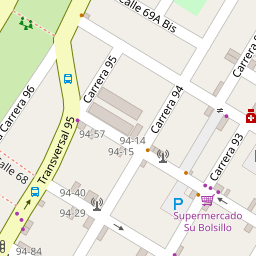 Calle 69A Bis
Carrera 95
Carrera 96
Carrera 94
Carrera 93
Transversal 95
94-57
94-14
94-15
Calle 68
94-40
94-29
94-84
P
Supermercado
Su Bolsillo